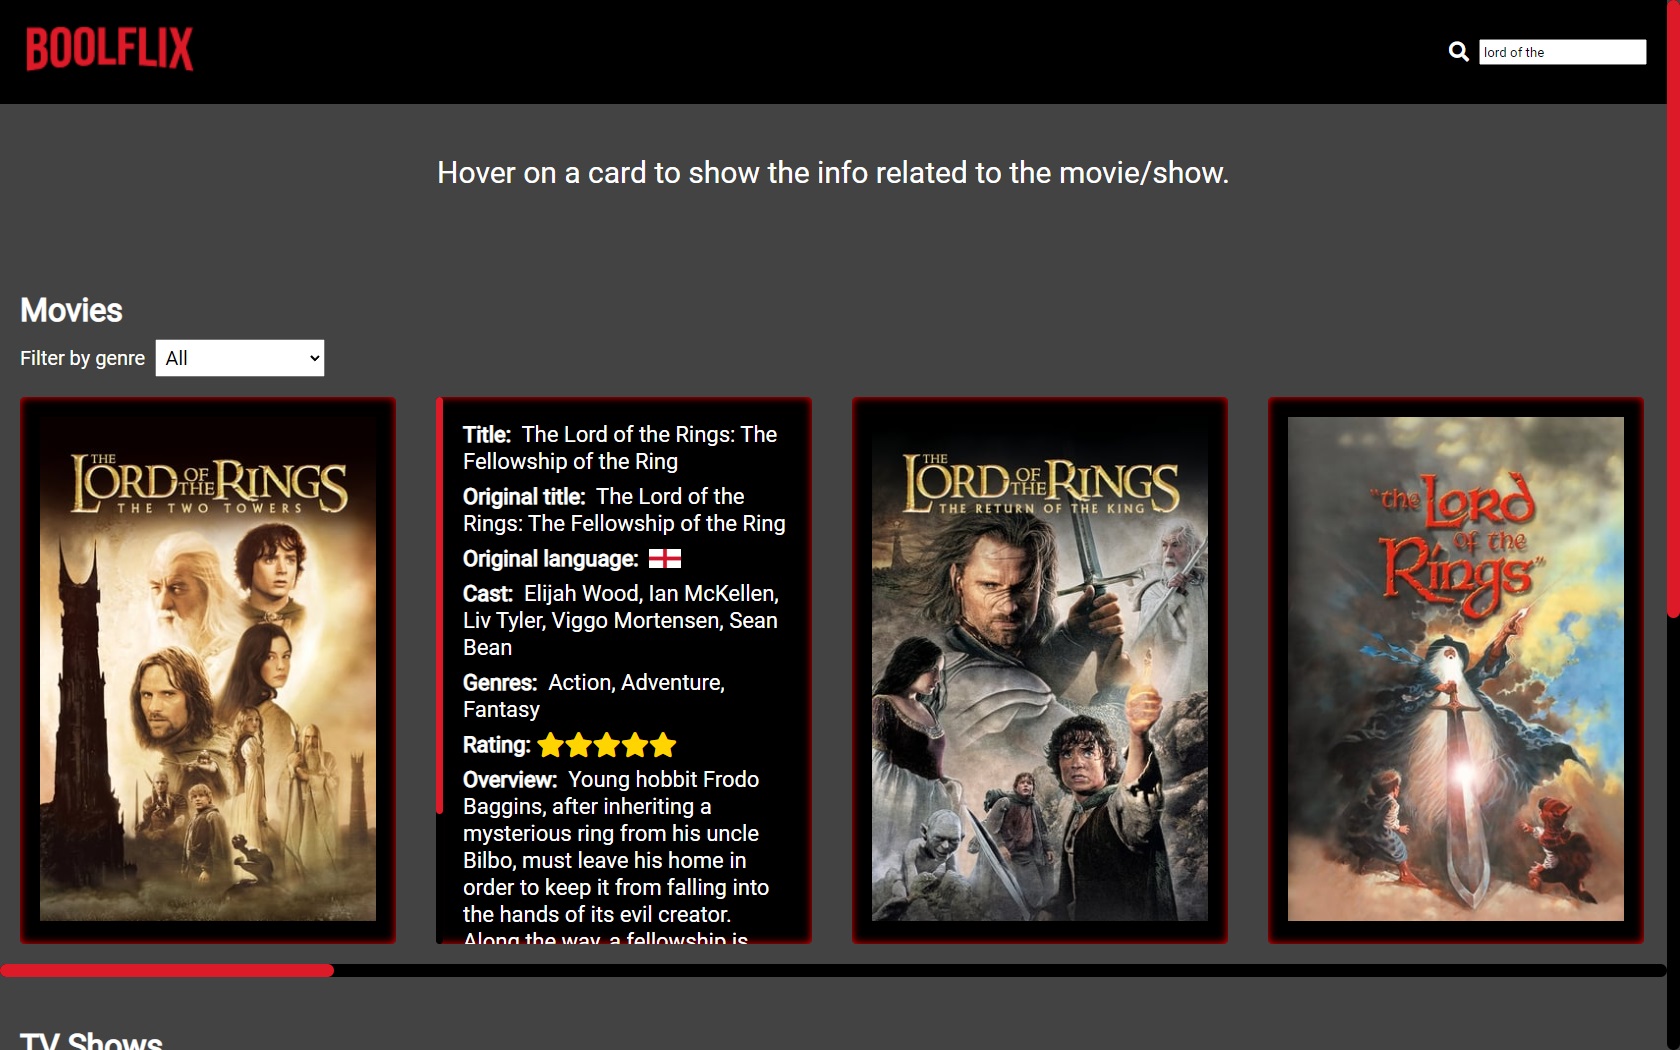 BOOLFLIX
lord of the
Hover on a card to show the info related to the movie/show.
Movies
Filter by genre
All
THE
LORD OF THE RINGS
THE TWO TOWERS
Title: The Lord of the Rings: The
Fellowship of the Ring
Original title: The Lord of the
Rings: The Fellowship of the Ring
Original language:
Cast: Elijah Wood, Ian McKellen,
Liv Tyler, Viggo Mortensen, Sean
Bean
Genres: Action, Adventure,
Fantasy
Rating:
Overview: Young hobbit Frodo
Baggins, after inheriting a
mysterious ring from his uncle
Bilbo, must leave his home in
order to keep it from falling into
the hands of its evil creator.
Along the way, a fellowship is
THE
LORD OF THE RINGS
THE RETURN OF THE KING
"the Lord
of the
Rings"
TV Shows